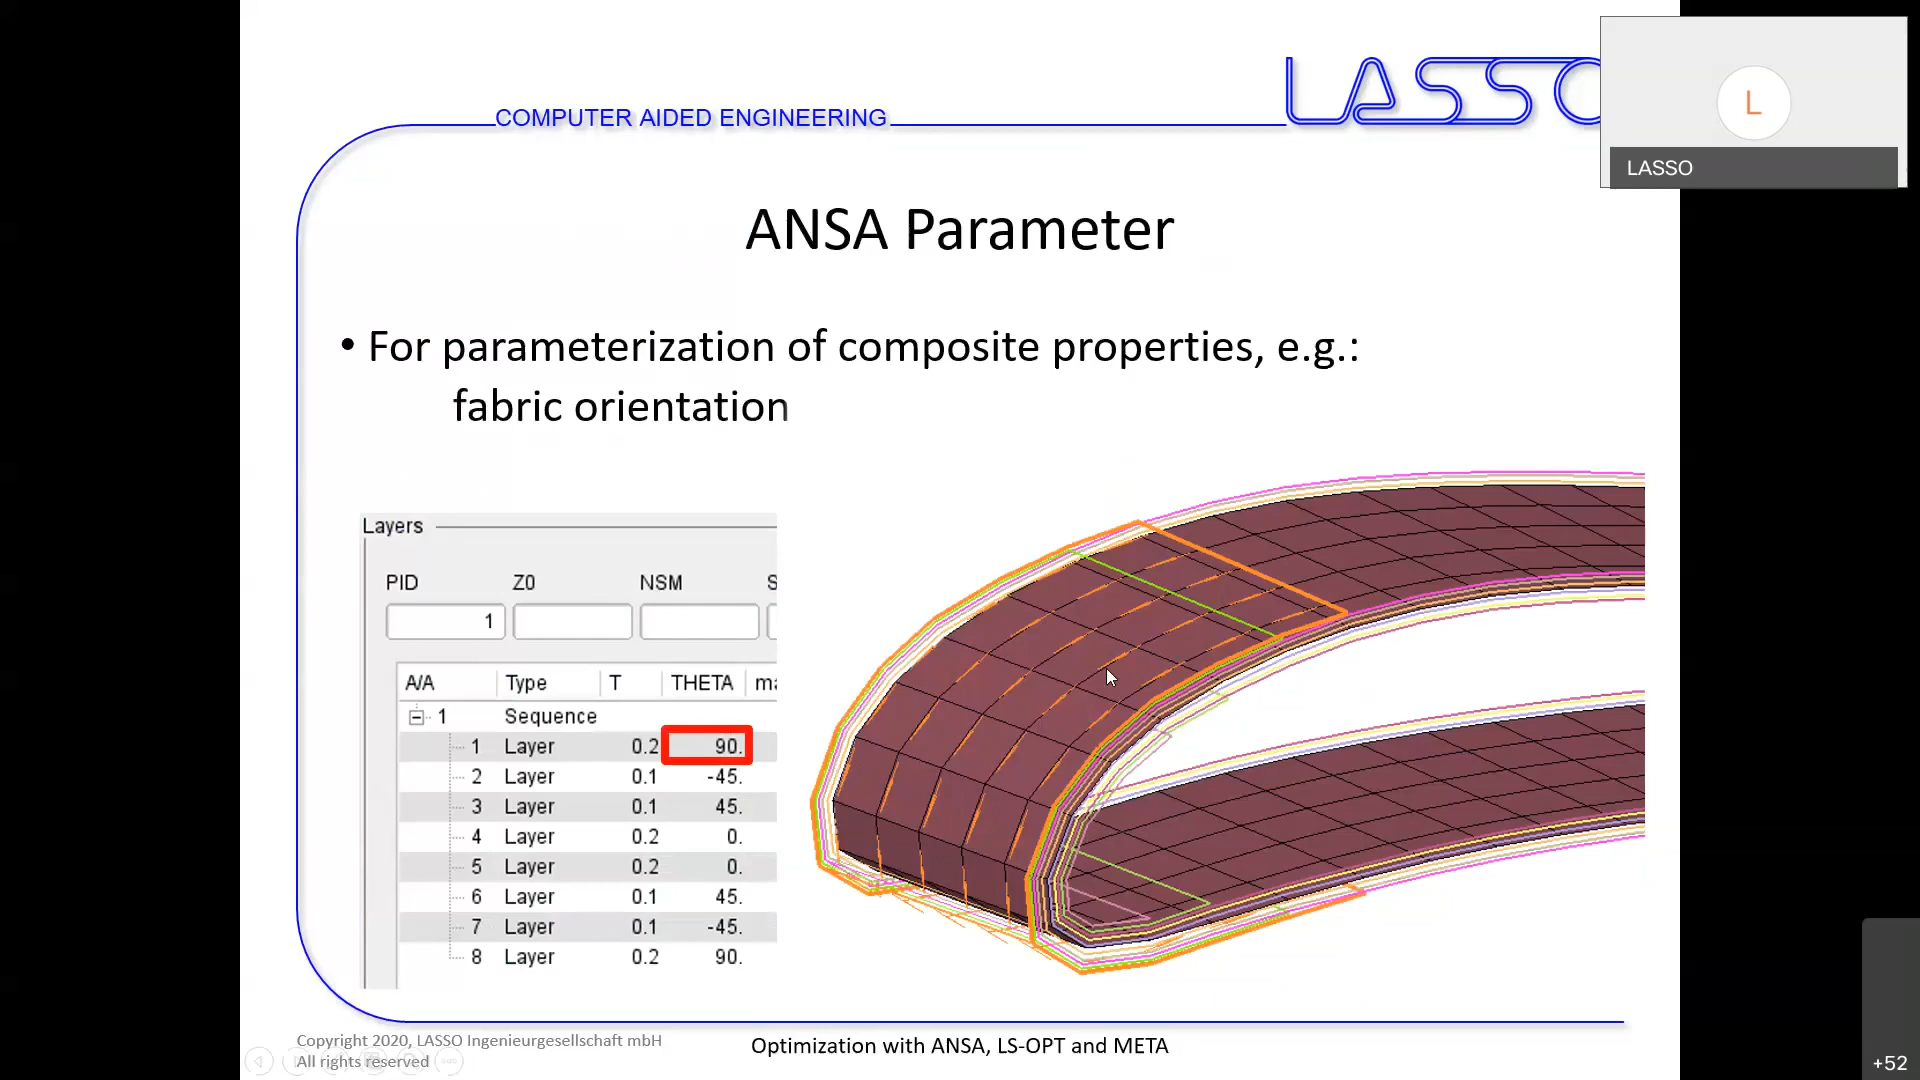 COMPUTER AIDED ENGINEERING
LASSO
L
LASSO
ANSA Parameter
• For parameterization of composite properties, e.g.:
fabric orientation
Layers
PID Z0 NSM S
1
A/A Type T THETA ma
1 Sequence
1 Layer 0.2 90.
2 Layer 0.1 -45.
3 Layer 0.1 45.
4 Layer 0.2 0.
5 Layer 0.2 0.
6 Layer 0.1 45.
7 Layer 0.1 -45.
8 Layer 0.2 90.
Copyright 2020, LASSO Ingenieurgesellschaft mbH
All rights reserved
Optimization with ANSA, LS-OPT and META
+52